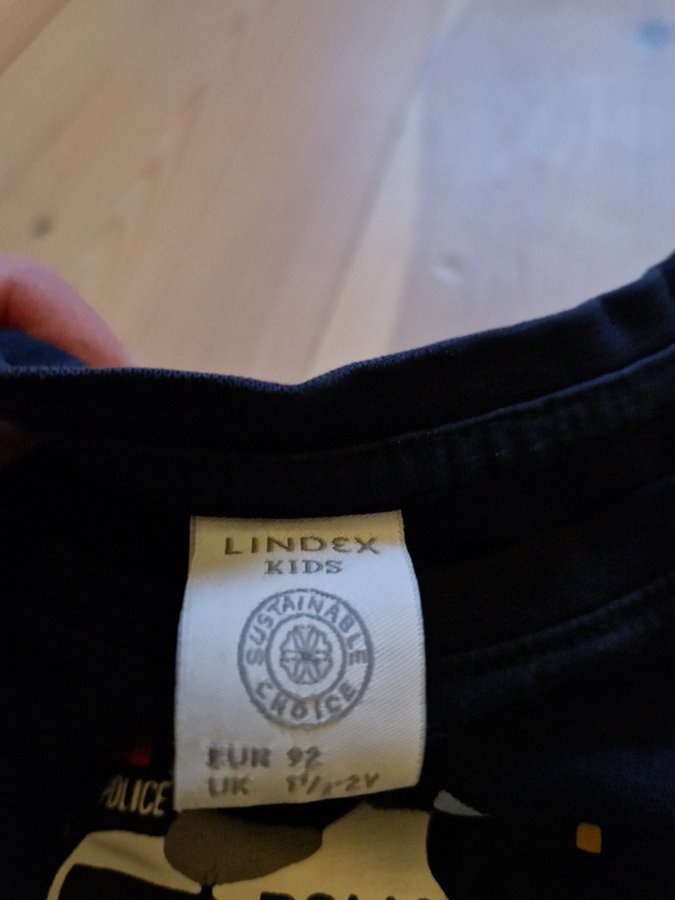 LINDEX
KIDS
SUSTAINABLE
CHOICE
EUR 92
UK 1½-2Y
POLICE